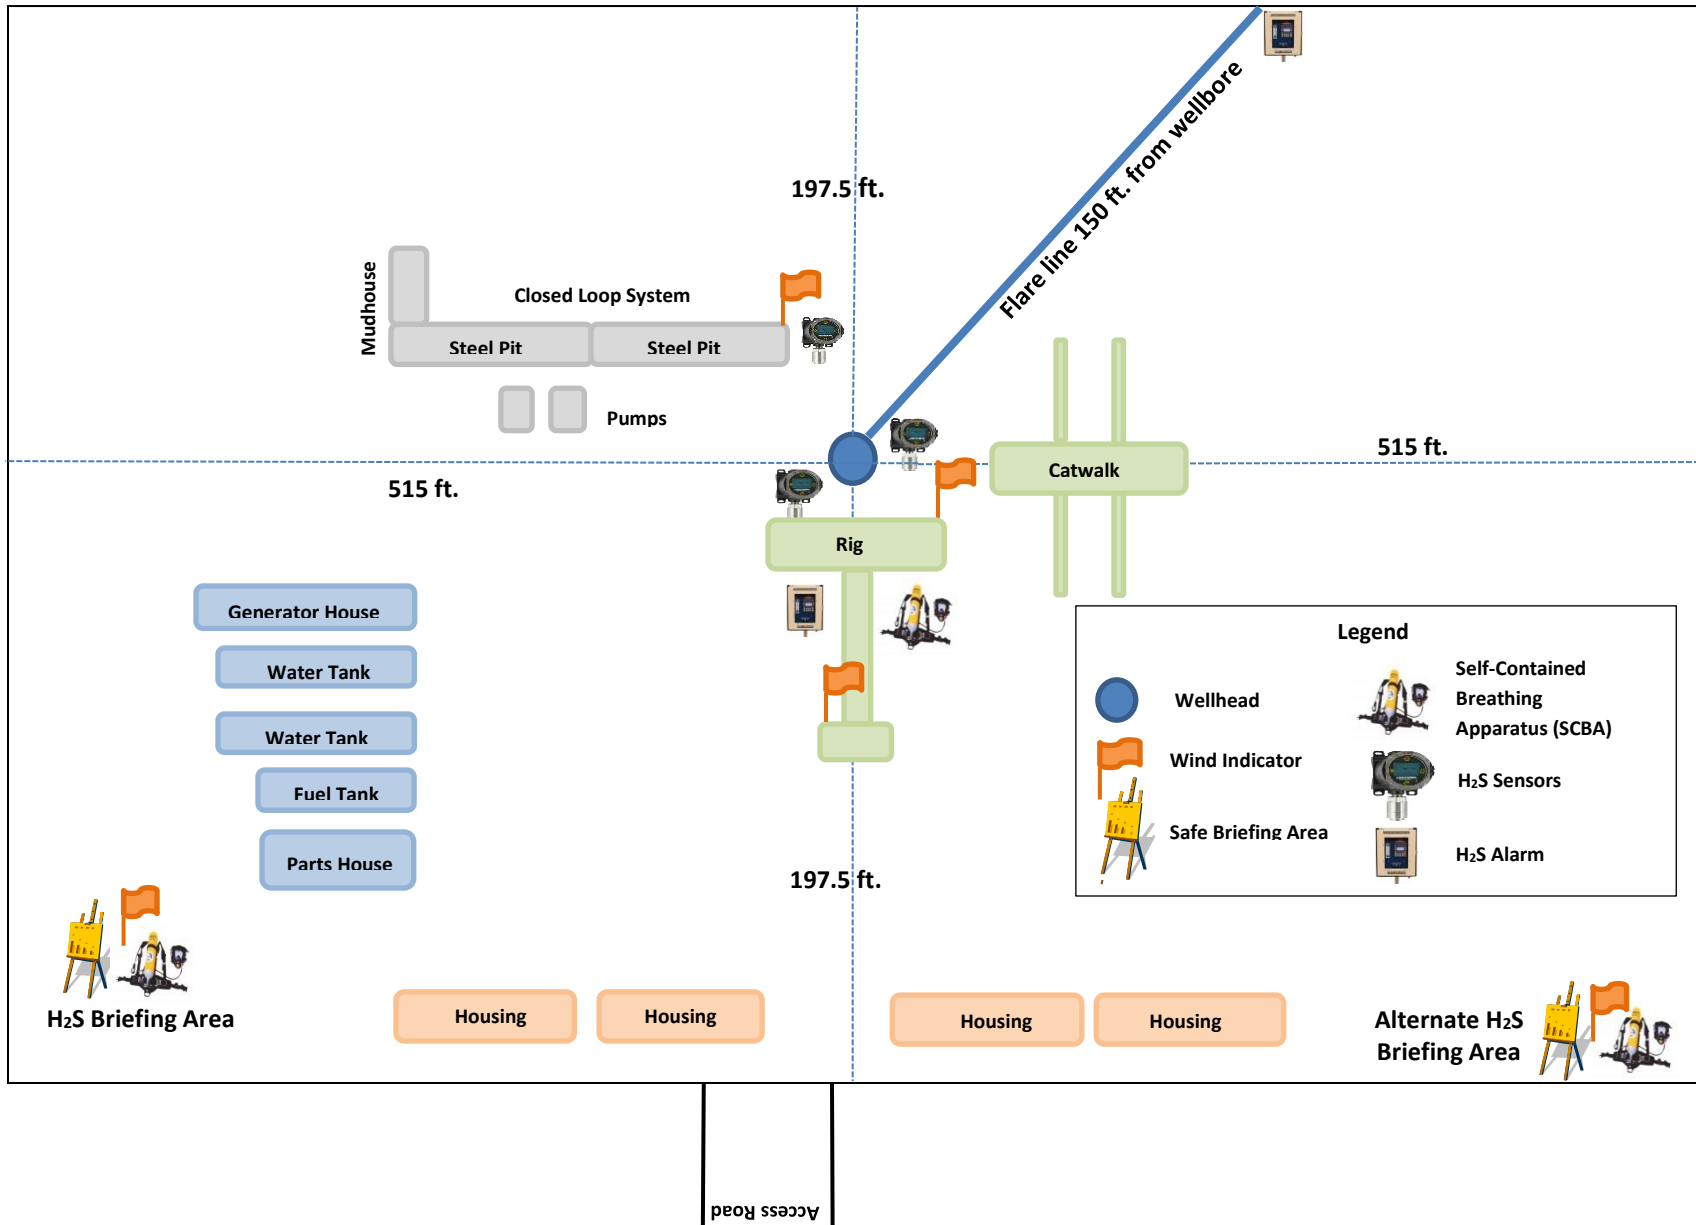 Flare line 150 ft. from wellbore
197.5 ft.
Mudhouse
Closed Loop System
Steel Pit
Steel Pit
Pumps
515 ft.
Catwalk
515 ft.
Rig
Generator House
Water Tank
Water Tank
Fuel Tank
Parts House
197.5 ft.
Legend
Wellhead
Wind Indicator
Safe Briefing Area
Self-Contained
Breathing
Apparatus (SCBA)
H₂S Sensors
H₂S Alarm
H₂S Briefing Area
Housing
Housing
Housing
Housing
Alternate H₂S
Briefing Area
Access Road